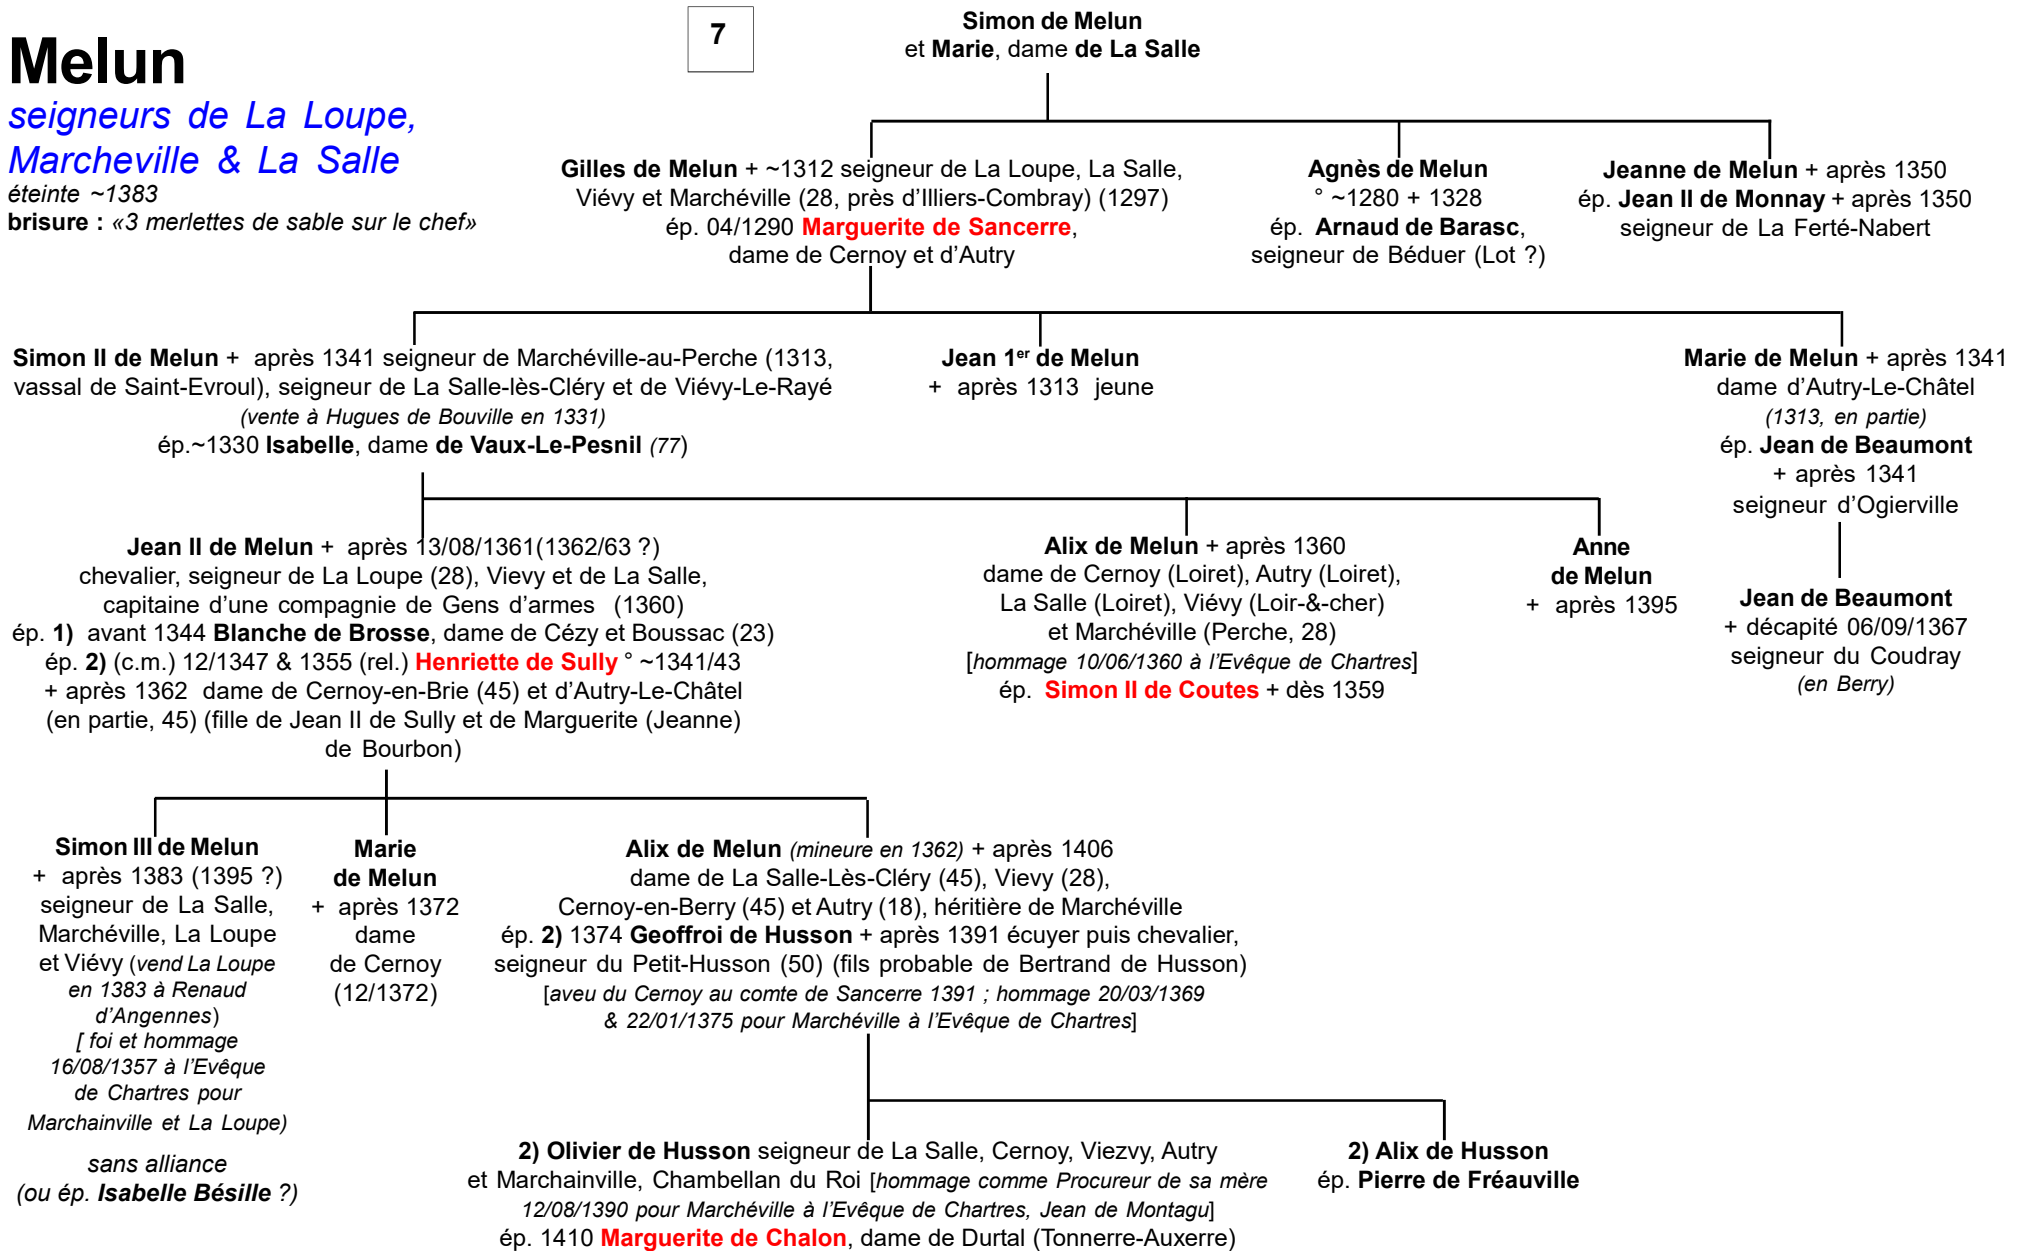 Melun
seigneurs de La Loupe,
Marcheville & La Salle
éteinte ~1383
brisure : «3 merlettes de sable sur le chef»
7
Simon de Melun
et Marie, dame de La Salle
Gilles de Melun + ~1312 seigneur de La Loupe, La Salle,
Viévy et Marchéville (28, près d’Illiers-Combray) (1297)
ép. 04/1290 Marguerite de Sancerre,
dame de Cernoy et d’Autry
Agnès de Melun
° ~1280 + 1328
ép. Arnaud de Barasc,
seigneur de Béduer (Lot ?)
Jeanne de Melun + après 1350
ép. Jean II de Monnay + après 1350
seigneur de La Ferté-Nabert
Simon II de Melun + après 1341 seigneur de Marchéville-au-Perche (1313,
vassal de Saint-Evroul), seigneur de La Salle-lès-Cléry et de Viévy-Le-Rayé
(vente à Hugues de Bouville en 1331)
ép.~1330 Isabelle, dame de Vaux-Le-Pesnil (77)
Jean 1er de Melun
+ après 1313 jeune
Marie de Melun + après 1341
dame d’Autry-Le-Châtel
(1313, en partie)
ép. Jean de Beaumont
+ après 1341
seigneur d’Ogierville
Jean II de Melun + après 13/08/1361(1362/63 ?)
chevalier, seigneur de La Loupe (28), Vievy et de La Salle,
capitaine d’une compagnie de Gens d’armes (1360)
ép. 1) avant 1344 Blanche de Brosse, dame de Cézy et Boussac (23)
ép. 2) (c.m.) 12/1347 & 1355 (rel.) Henriette de Sully ° ~1341/43
+ après 1362 dame de Cernoy-en-Brie (45) et d’Autry-Le-Châtel
(en partie, 45) (fille de Jean II de Sully et de Marguerite (Jeanne)
de Bourbon)
Alix de Melun + après 1360
dame de Cernoy (Loiret), Autry (Loiret),
La Salle (Loiret), Viévy (Loir-&-cher)
et Marchéville (Perche, 28)
[hommage 10/06/1360 à l’Evêque de Chartres]
ép. Simon II de Coutes + dès 1359
Anne
de Melun
+ après 1395
Jean de Beaumont
+ décapité 06/09/1367
seigneur du Coudray
(en Berry)
Simon III de Melun
+ après 1383 (1395 ?)
seigneur de La Salle,
Marchéville, La Loupe
et Viévy (vend La Loupe
en 1383 à Renaud
d’Angennes)
[ foi et hommage
16/08/1357 à l’Evêque
de Chartres pour
Marchainville et La Loupe)
sans alliance
(ou ép. Isabelle Bésille ?)
Marie
de Melun
+ après 1372
dame
de Cernoy
(12/1372)
Alix de Melun (mineure en 1362) + après 1406
dame de La Salle-Lès-Cléry (45), Vievy (28),
Cernoy-en-Berry (45) et Autry (18), héritière de Marchéville
ép. 2) 1374 Geoffroi de Husson + après 1391 écuyer puis chevalier,
seigneur du Petit-Husson (50) (fils probable de Bertrand de Husson)
[aveu du Cernoy au comte de Sancerre 1391 ; hommage 20/03/1369
& 22/01/1375 pour Marchéville à l’Evêque de Chartres]
2) Olivier de Husson seigneur de La Salle, Cernoy, Viezvy, Autry
et Marchainville, Chambellan du Roi [hommage comme Procureur de sa mère
12/08/1390 pour Marchéville à l’Evêque de Chartres, Jean de Montagu]
ép. 1410 Marguerite de Chalon, dame de Durtal (Tonnerre-Auxerre)
2) Alix de Husson
ép. Pierre de Fréauville